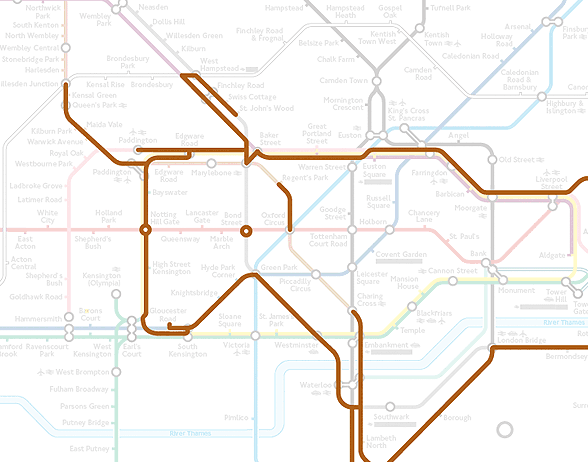 Northwick
Park
South Kenton
North Wembley
Wembley Central
Stonebridge Park
Harlesden
Willesden Junction
Kensal Green
Queen's Park
Kilburn Park
Maida Vale
Warwick Avenue
Royal Oak
Westbourne Park
Ladbroke Grove
Latimer Road
White
City
Holland
Park
East
Acton
Shepherd's
Bush
Acton
Central
Shepherd's
Bush
Goldhawk Road
Hammersmith
Barons
Court
Kensington
(Olympia)
Ravenscourt
Park
West
Kensington
Earl's
Court
West Brompton
Fulham Broadway
Parsons Green
Putney Bridge
East Putney
River Thames
Wembley
Park
Neasden
Dollis Hill
Willesden Green
Kilburn
Brondesbury
Park
Kensal Rise
Brondesbury
West
Hampstead
Finchley Road
Swiss Cottage
St. John's Wood
Finchley Road
& Frognal
Hampstead
Hampstead
Heath
Belsize Park
Chalk Farm
Gospel
Oak
Tufnell Park
Kentish
Town West
Kentish
Town
Camden Town
Camden
Road
Mornington
Crescent
Euston
King's Cross
St. Pancras
Caledonian
Road &
Barnsbury
Caledonian
Road
Holloway
Road
Arsenal
Highbury &
Islington
Angel
Old Street
Liverpool
Street
Paddington
Paddington
Edgware
Road
Edgware
Road
Marylebone
Baker
Street
Great
Portland
Street
Warren Street
Regent's Park
Euston
Square
Farringdon
Barbican
Moorgate
Russell
Square
Goodge
Street
Bayswater
Notting
Hill Gate
Lancaster
Gate
Queensway
Marble
Arch
Bond
Street
Oxford
Circus
Tottenham
Court Road
Holborn
Chancery
Lane
St. Paul's
Bank
Aldgate
High Street
Kensington
Hyde Park
Corner
Green Park
Piccadilly
Circus
Leicester
Square
Covent Garden
Mansion
House
Cannon Street
Monument
Tower
Hill
Knightsbridge
Gloucester
Road
South
Kensington
Sloane
Square
Victoria
St. James's
Park
Westminster
Charing
Cross
Embankment
Temple
Blackfriars
Waterloo
Southwark
London Bridge
Bermondsey
River Thames
Pimlico
Lambeth
North
Borough